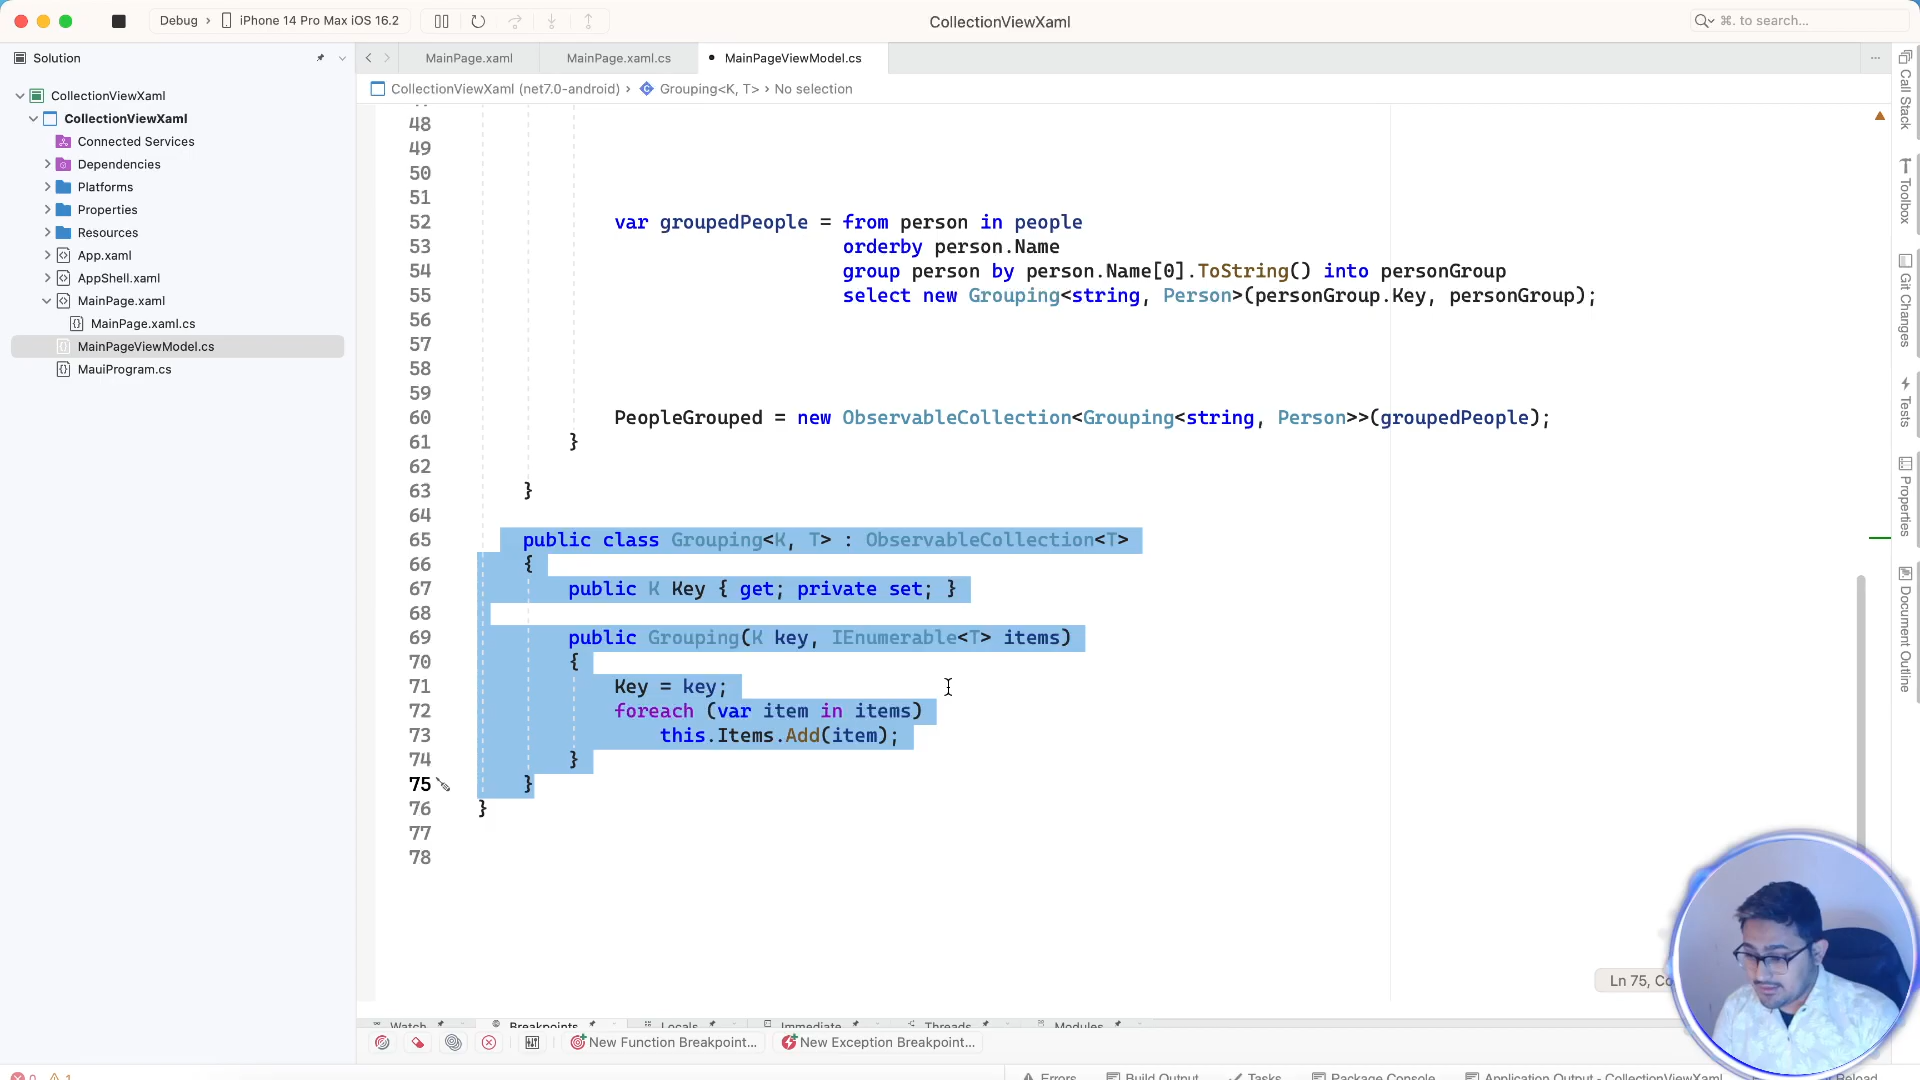 Debug › iPhone 14 Pro Max iOS 16.2
CollectionViewXaml
⌘. to search...
Solution
MainPage.xaml
MainPage.xaml.cs
MainPageViewModel.cs
CollectionViewXaml (net7.0-android) › Grouping<K, T> › No selection
CollectionViewXaml
CollectionViewXaml
Connected Services
Dependencies
Platforms
Properties
Resources
App.xaml
AppShell.xaml
MainPage.xaml
MainPage.xaml.cs
MainPageViewModel.cs
MauiProgram.cs
48
49
50
51
52 var groupedPeople = from person in people
53 orderby person.Name
54 group person by person.Name[0].ToString() into personGroup
55 select new Grouping<string, Person>(personGroup.Key, personGroup);
56
57
58
59
60 PeopleGrouped = new ObservableCollection<Grouping<string, Person>>(groupedPeople);
61 }
62
63 }
64
65 public class Grouping<K, T> : ObservableCollection<T>
66 {
67 public K Key { get; private set; }
68
69 public Grouping(K key, IEnumerable<T> items)
70 {
71 Key = key;
72 foreach (var item in items)
73 this.Items.Add(item);
74 }
75 }
76 }
77
78
Ln 75, Co
Call Stack
Toolbox
Git Changes
Tests
Properties
Document Outline
Watch
Breakpoints
Locals
Immediate
Threads
Modules
New Function Breakpoint...
New Exception Breakpoint...
0 1
Errors
Build Output
Tasks
Package Console
Application Output - CollectionViewXaml
Reload